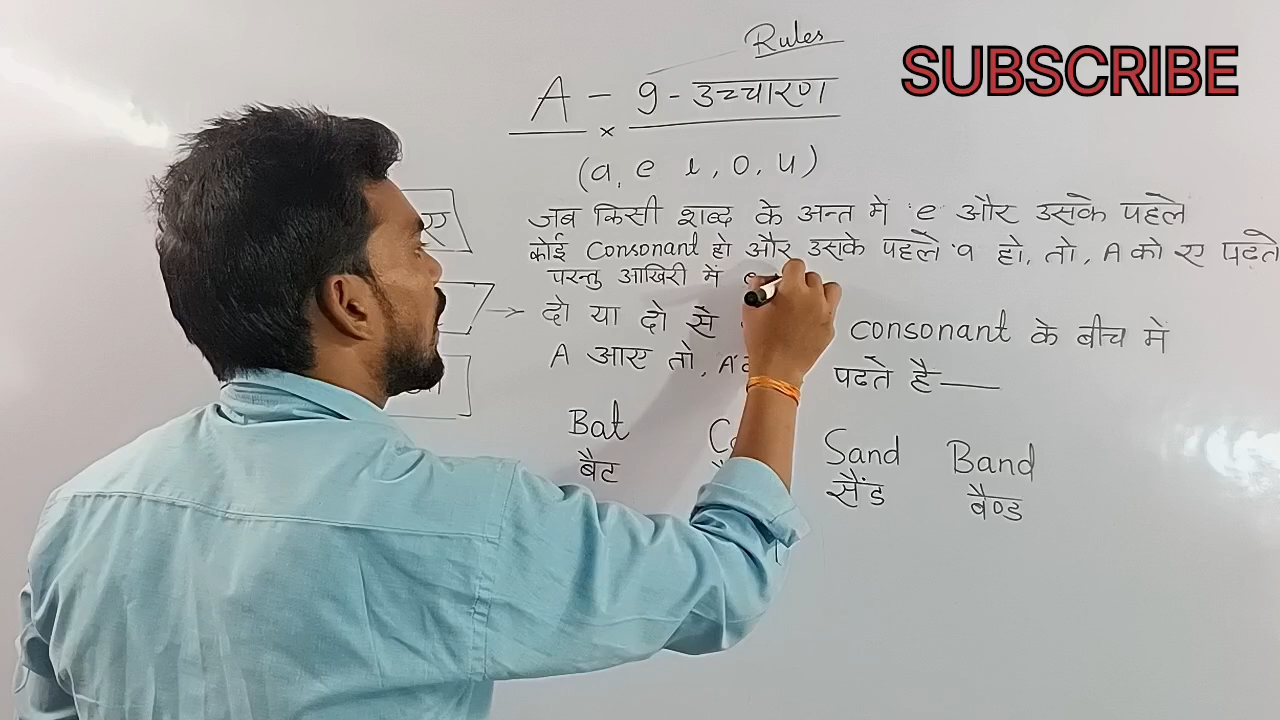 Rules
SUBSCRIBE
A - 9 - उच्चारण
×
(a, e i, o, u)
ए
जब किसी शब्द के अन्त में e और उसके पहले
कोई Consonant हो और उसके पहले a हो, तो, A को ए पढ़ते
परन्तु आखिरी में e
→ दो या दो से consonant के बीच में
A आए तो, A पढते है—
Bat Sand Band
बैट सैंड बैण्ड